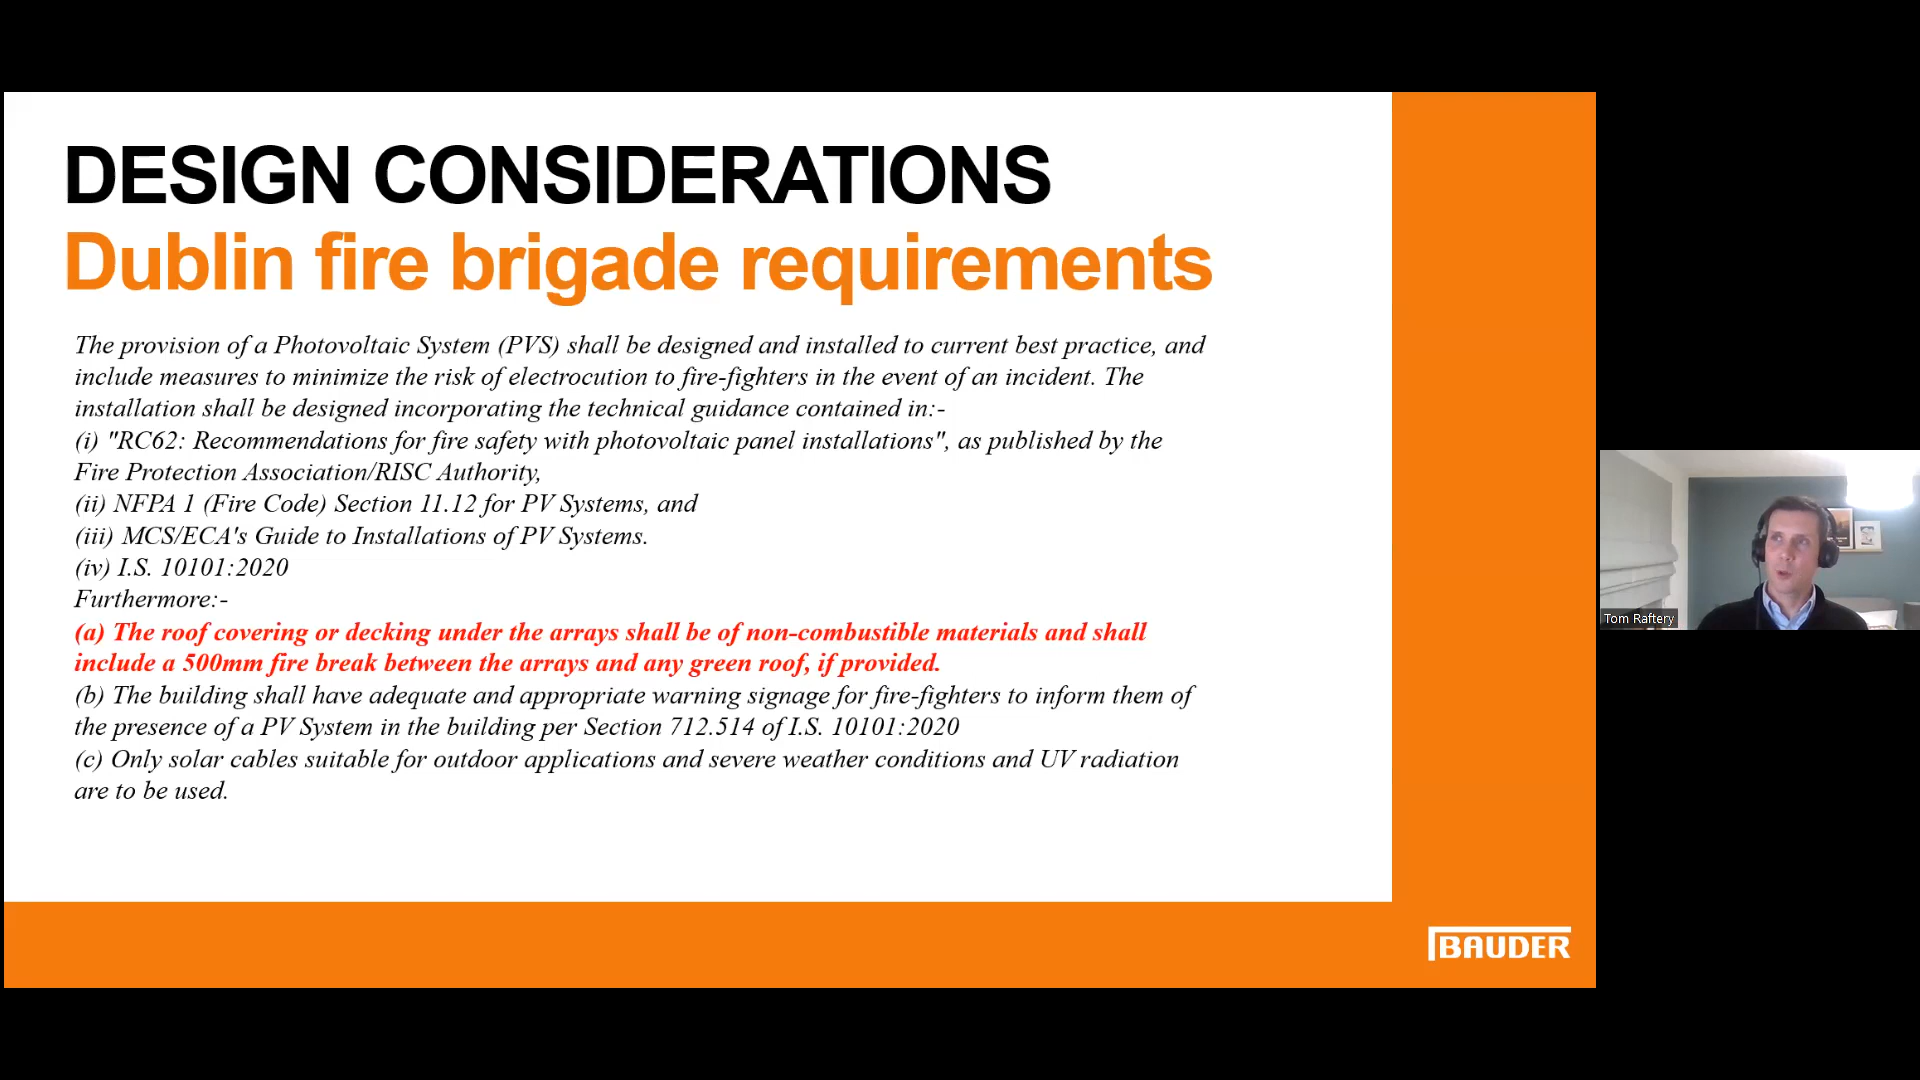 DESIGN CONSIDERATIONS
Dublin fire brigade requirements
The provision of a Photovoltaic System (PVS) shall be designed and installed to current best practice, and
include measures to minimize the risk of electrocution to fire-fighters in the event of an incident. The
installation shall be designed incorporating the technical guidance contained in:-
(i) "RC62: Recommendations for fire safety with photovoltaic panel installations", as published by the
Fire Protection Association/RISC Authority,
(ii) NFPA 1 (Fire Code) Section 11.12 for PV Systems, and
(iii) MCS/ECA's Guide to Installations of PV Systems.
(iv) I.S. 10101:2020
Furthermore:-
(a) The roof covering or decking under the arrays shall be of non-combustible materials and shall
include a 500mm fire break between the arrays and any green roof, if provided.
(b) The building shall have adequate and appropriate warning signage for fire-fighters to inform them of
the presence of a PV System in the building per Section 712.514 of I.S. 10101:2020
(c) Only solar cables suitable for outdoor applications and severe weather conditions and UV radiation
are to be used.
Tom Raftery
BAUDER